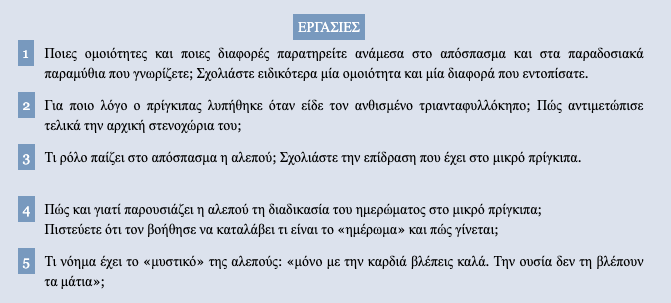 ΕΡΓΑΣΙΕΣ
1 Ποιες ομοιότητες και ποιες διαφορές παρατηρείτε ανάμεσα στο απόσπασμα και στα παραδοσιακά
παραμύθια που γνωρίζετε; Σχολιάστε ειδικότερα μία ομοιότητα και μία διαφορά που εντοπίσατε.
2 Για ποιο λόγο ο πρίγκιπας λυπήθηκε όταν είδε τον ανθισμένο τριανταφυλλόκηπο; Πώς αντιμετώπισε
τελικά την αρχική στενοχώρια του;
3 Τι ρόλο παίζει στο απόσπασμα η αλεπού; Σχολιάστε την επίδραση που έχει στο μικρό πρίγκιπα.
4 Πώς και γιατί παρουσιάζει η αλεπού τη διαδικασία του ημερώματος στο μικρό πρίγκιπα;
Πιστεύετε ότι τον βοήθησε να καταλάβει τι είναι το «ημέρωμα» και πώς γίνεται;
5 Τι νόημα έχει το «μυστικό» της αλεπούς: «μόνο με την καρδιά βλέπεις καλά. Την ουσία δεν τη βλέπουν
τα μάτια»;